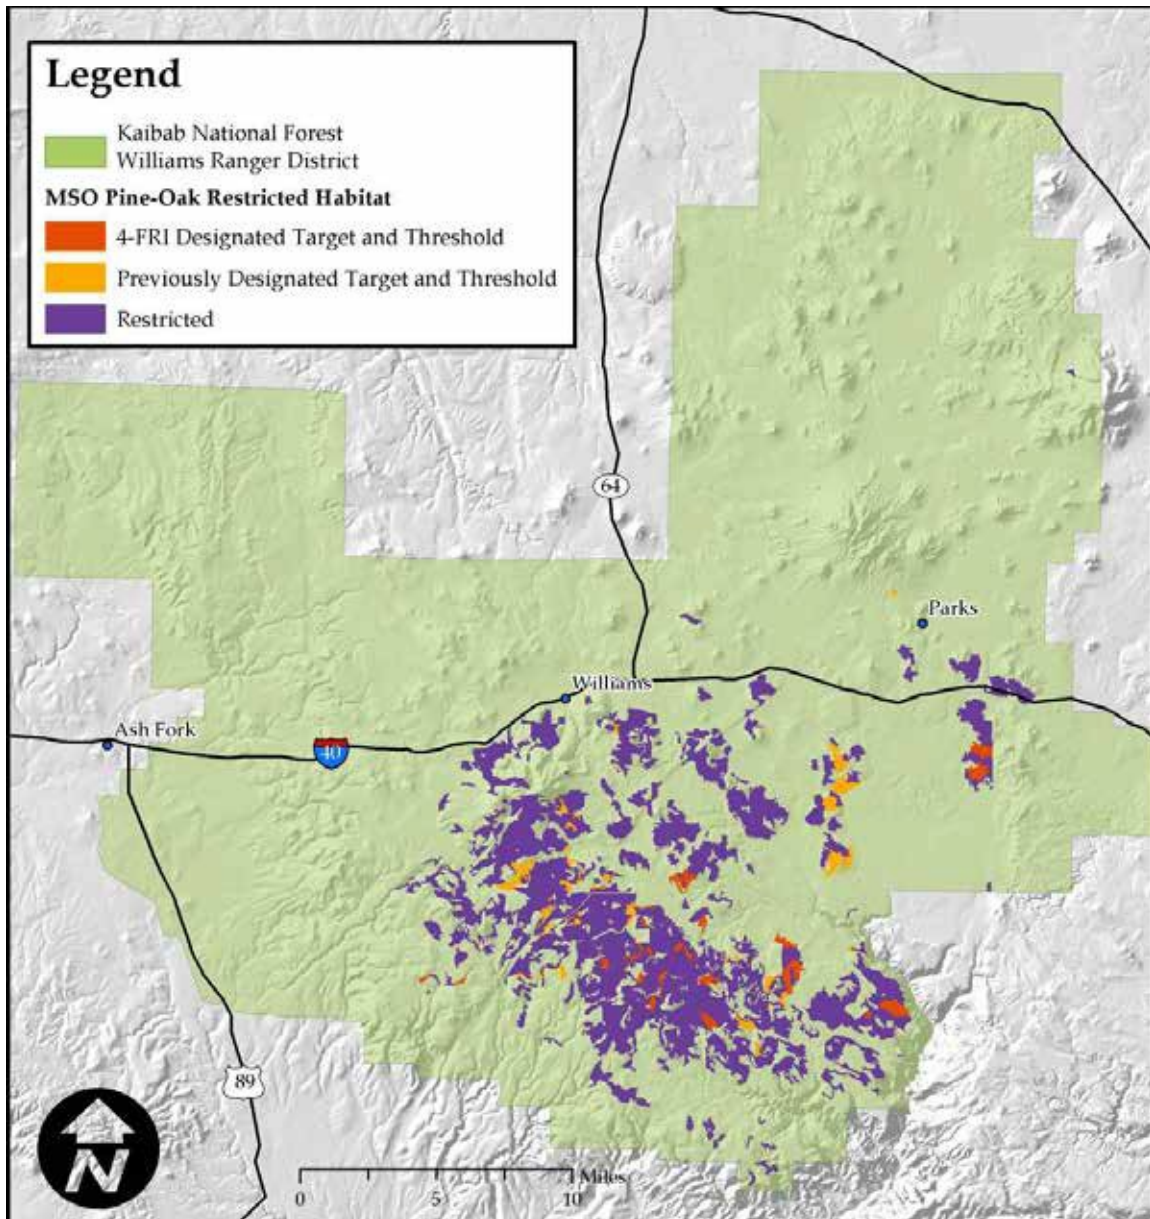 Legend
Kaibab National Forest
Williams Ranger District
MSO Pine-Oak Restricted Habitat
4-FRI Designated Target and Threshold
Previously Designated Target and Threshold
Restricted
64
Parks
Williams
Ash Fork
40
89
N
Miles
0 5 10